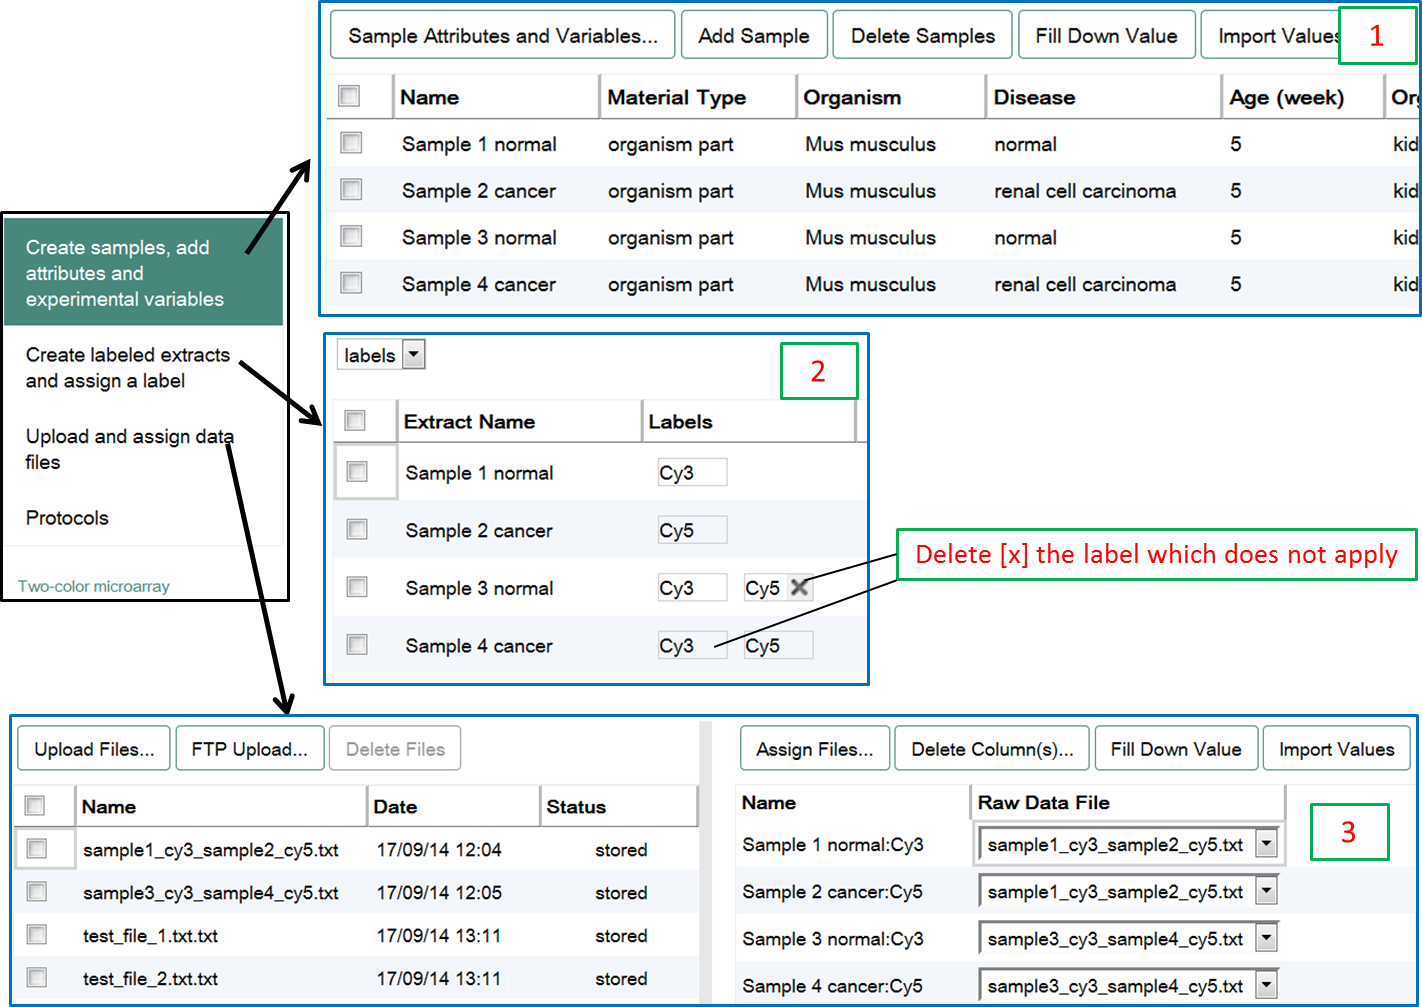 Sample Attributes and Variables... Add Sample Delete Samples Fill Down Value Import Values 1
Name Material Type Organism Disease Age (week)
Sample 1 normal organism part Mus musculus normal 5
Sample 2 cancer organism part Mus musculus renal cell carcinoma 5
Sample 3 normal organism part Mus musculus normal 5
Sample 4 cancer organism part Mus musculus renal cell carcinoma 5
Create samples, add
attributes and
experimental variables
Create labeled extracts
and assign a label
Upload and assign data
files
Protocols
Two-color microarray
labels 2
Extract Name Labels
Sample 1 normal Cy3
Sample 2 cancer Cy5
Sample 3 normal Cy3 Cy5
Sample 4 cancer Cy3 Cy5
Delete [x] the label which does not apply
Upload Files... FTP Upload... Delete Files
Name Date Status
sample1_cy3_sample2_cy5.txt 17/09/14 12:04 stored
sample3_cy3_sample4_cy5.txt 17/09/14 12:05 stored
test_file_1.txt.txt 17/09/14 13:11 stored
test_file_2.txt.txt 17/09/14 13:11 stored
Assign Files... Delete Column(s)... Fill Down Value Import Values
Name Raw Data File 3
Sample 1 normal:Cy3 sample1_cy3_sample2_cy5.txt
Sample 2 cancer:Cy5 sample1_cy3_sample2_cy5.txt
Sample 3 normal:Cy3 sample3_cy3_sample4_cy5.txt
Sample 4 cancer:Cy5 sample3_cy3_sample4_cy5.txt